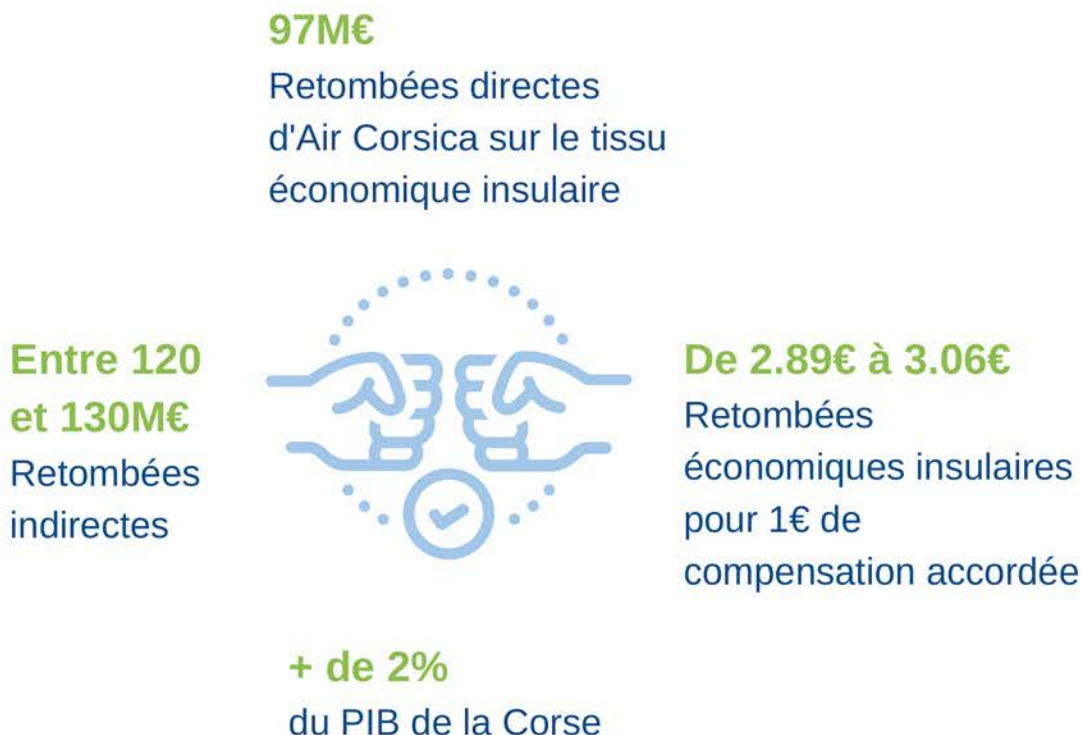 97M€
Retombées directes
d'Air Corsica sur le tissu
économique insulaire
Entre 120
et 130M€
Retombées
indirectes
De 2.89€ à 3.06€
Retombées
économiques insulaires
pour 1€ de
compensation accordée
+ de 2%
du PIB de la Corse